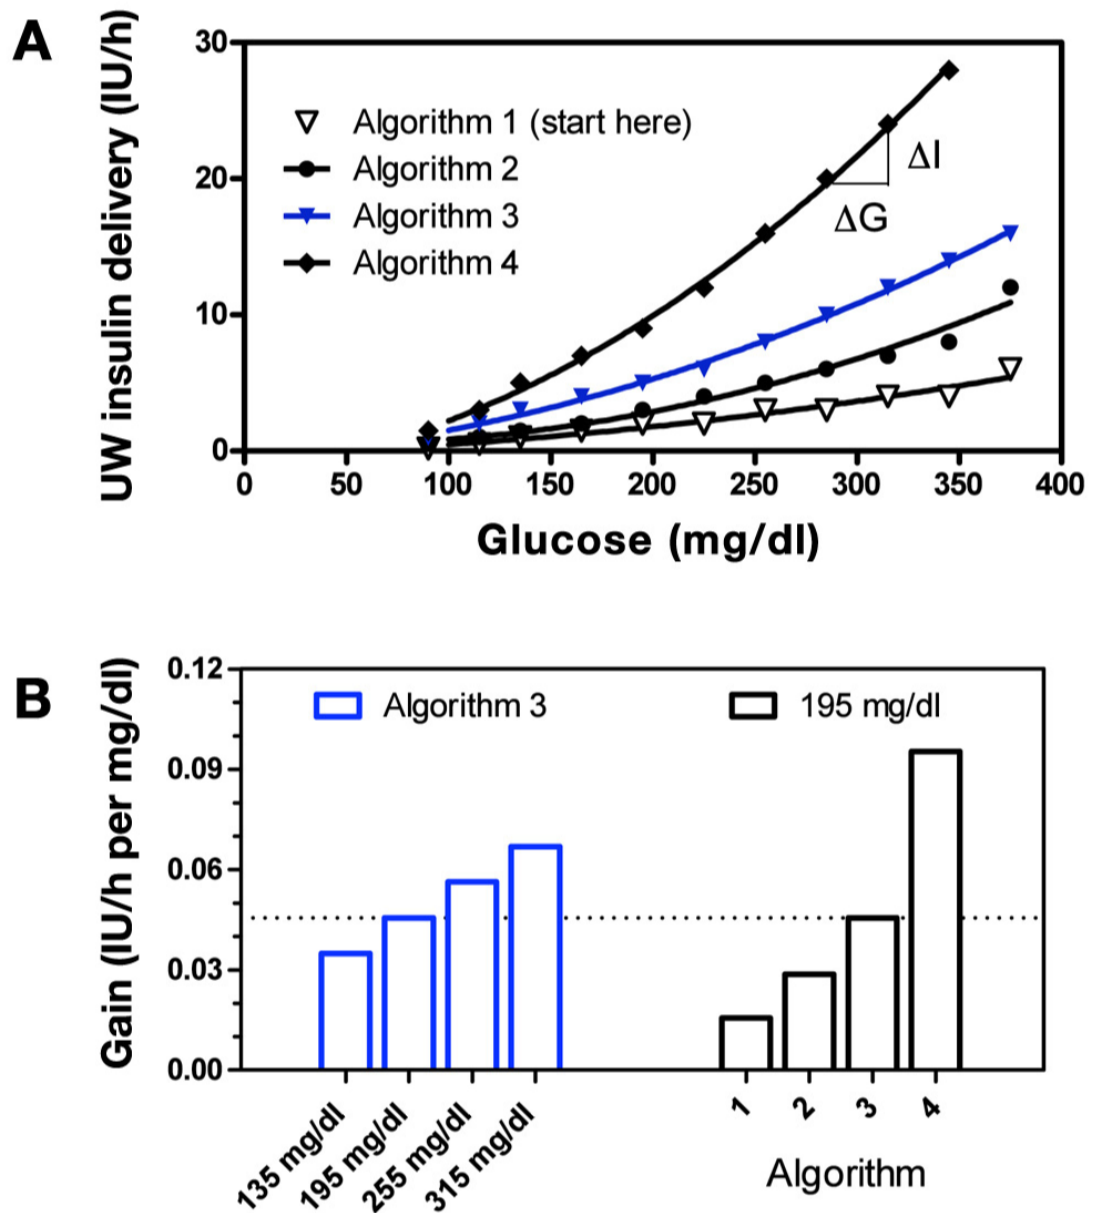 A
UW insulin delivery (IU/h)
30
20
10
0
Algorithm 1 (start here)
Algorithm 2
Algorithm 3
Algorithm 4
ΔI
ΔG
0 50 100 150 200 250 300 350 400
Glucose (mg/dl)
B
Gain (IU/h per mg/dl)
0.12
0.09
0.06
0.03
0.00
Algorithm 3
195 mg/dl
135 mg/dl
195 mg/dl
255 mg/dl
315 mg/dl
1 2 3 4
Algorithm